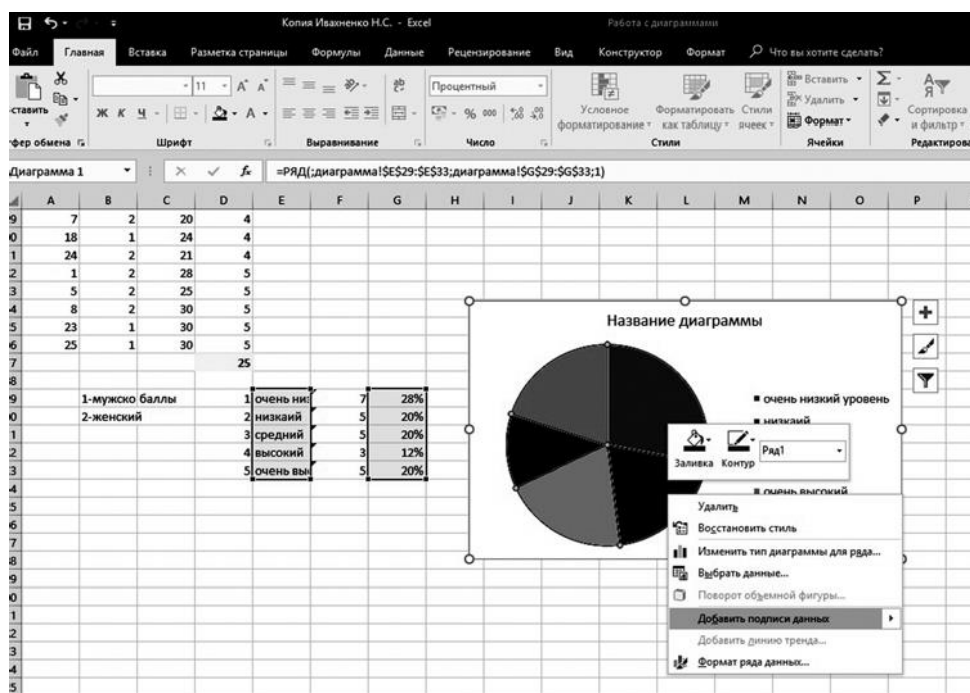 Копия Ивахненко Н.С. - Excel
Работа с диаграммами
Файл Главная Вставка Разметка страницы Формулы Данные Рецензирование Вид Конструктор Формат Что вы хотите сделать?
11
Процентный
Условное форматирование
Форматировать как таблицу
Стили ячеек
Вставить
Удалить
Формат
Сортировка и фильтр
Ж К Ч
% 000
Шрифт Выравнивание Число Стили Ячейки
Диаграмма 1 fx =РЯД(;диаграмма!$E$29:$E$33;диаграмма!$G$29:$G$33;1)
A B C D E F G H I J K L M N O P
7 2 20 4
18 1 24 4
24 2 21 4
1 2 28 5
5 2 25 5
8 2 30 5
23 1 30 5
25 1 30 5
25
1-мужско баллы 1 очень низ 7 28%
2-женский 2 низкаий 5 20%
3 средний 5 20%
4 высокий 3 12%
5 очень вы 5 20%
Название диаграммы
очень низкий уровень
низкаий
очень высокий
Заливка Контур Ряд1
Удалить
Восстановить стиль
Изменить тип диаграммы для ряда...
Выбрать данные...
Поворот объемной фигуры...
Добавить подписи данных
Добавить линию тренда...
Формат ряда данных...